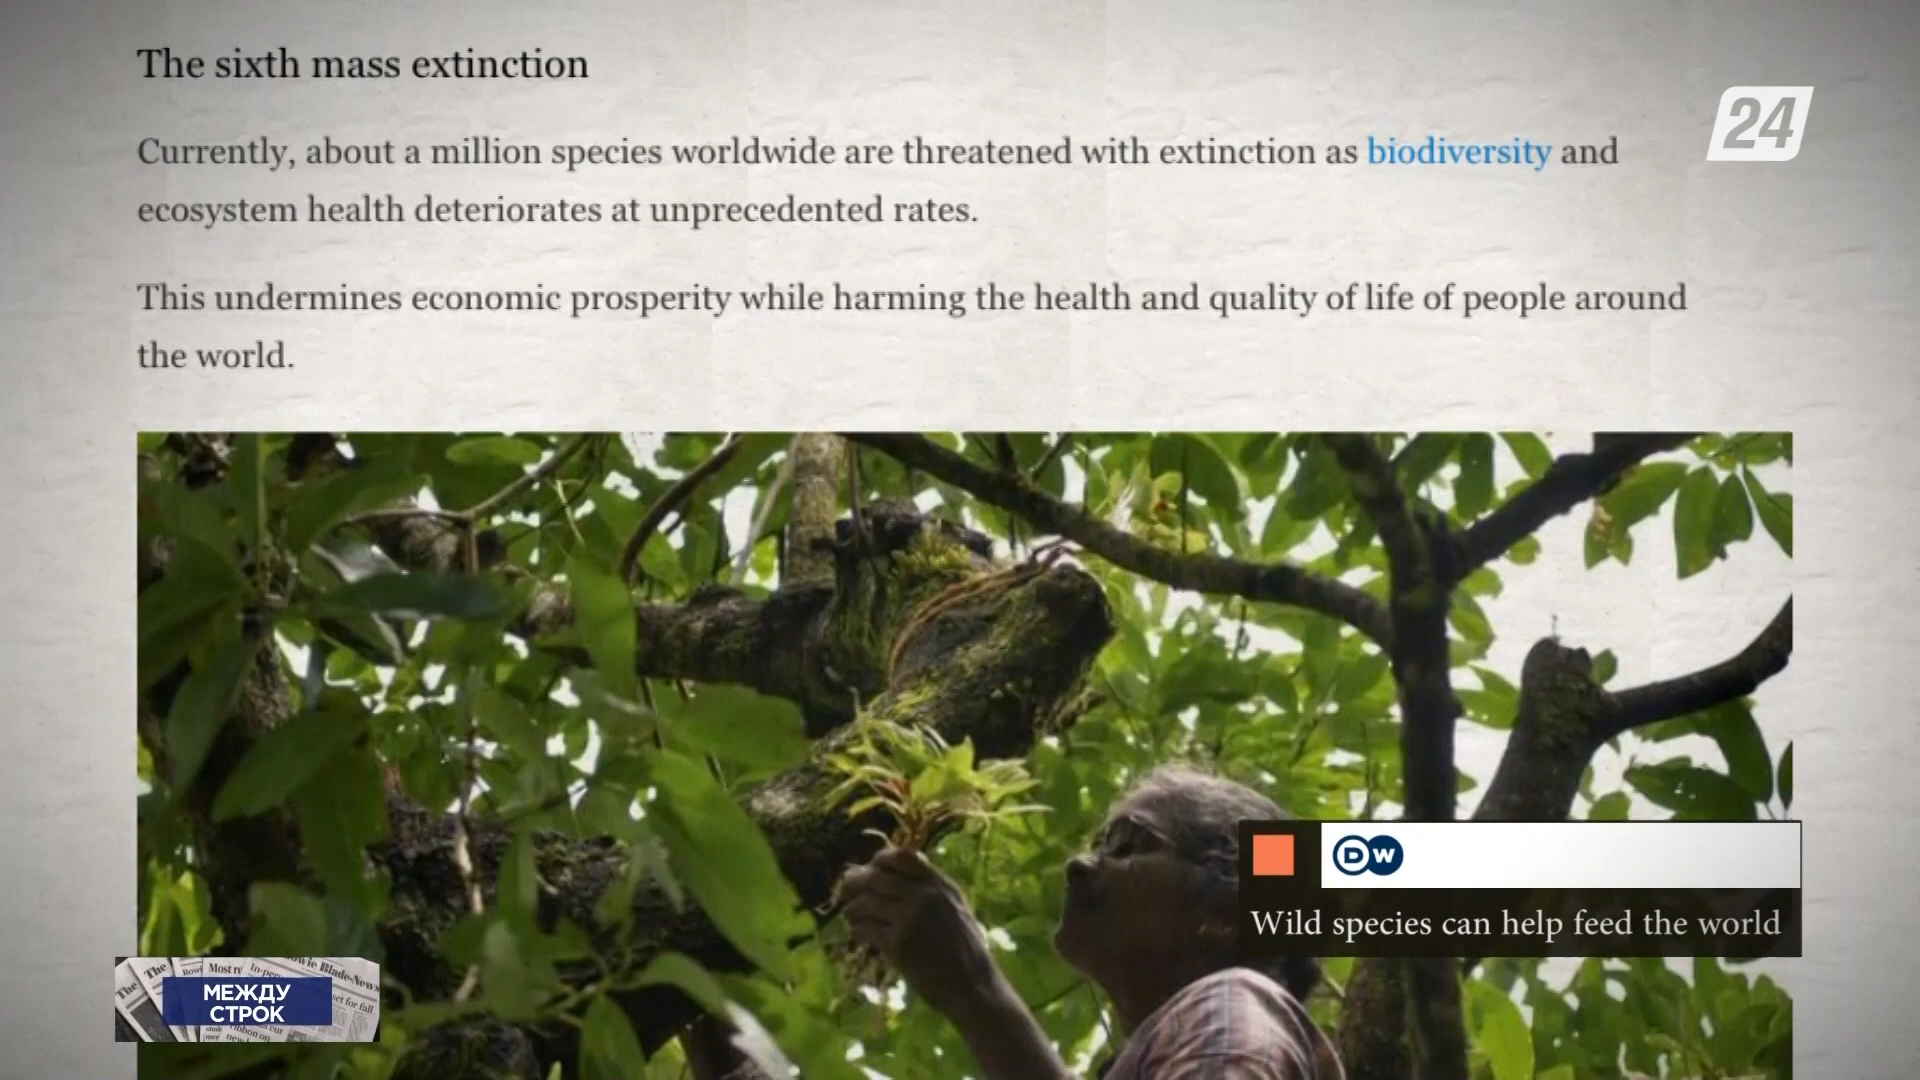 The sixth mass extinction
24
Currently, about a million species worldwide are threatened with extinction as biodiversity and
ecosystem health deteriorates at unprecedented rates.
This undermines economic prosperity while harming the health and quality of life of people around
the world.
DW
Wild species can help feed the world
МЕЖДУ
СТРОК